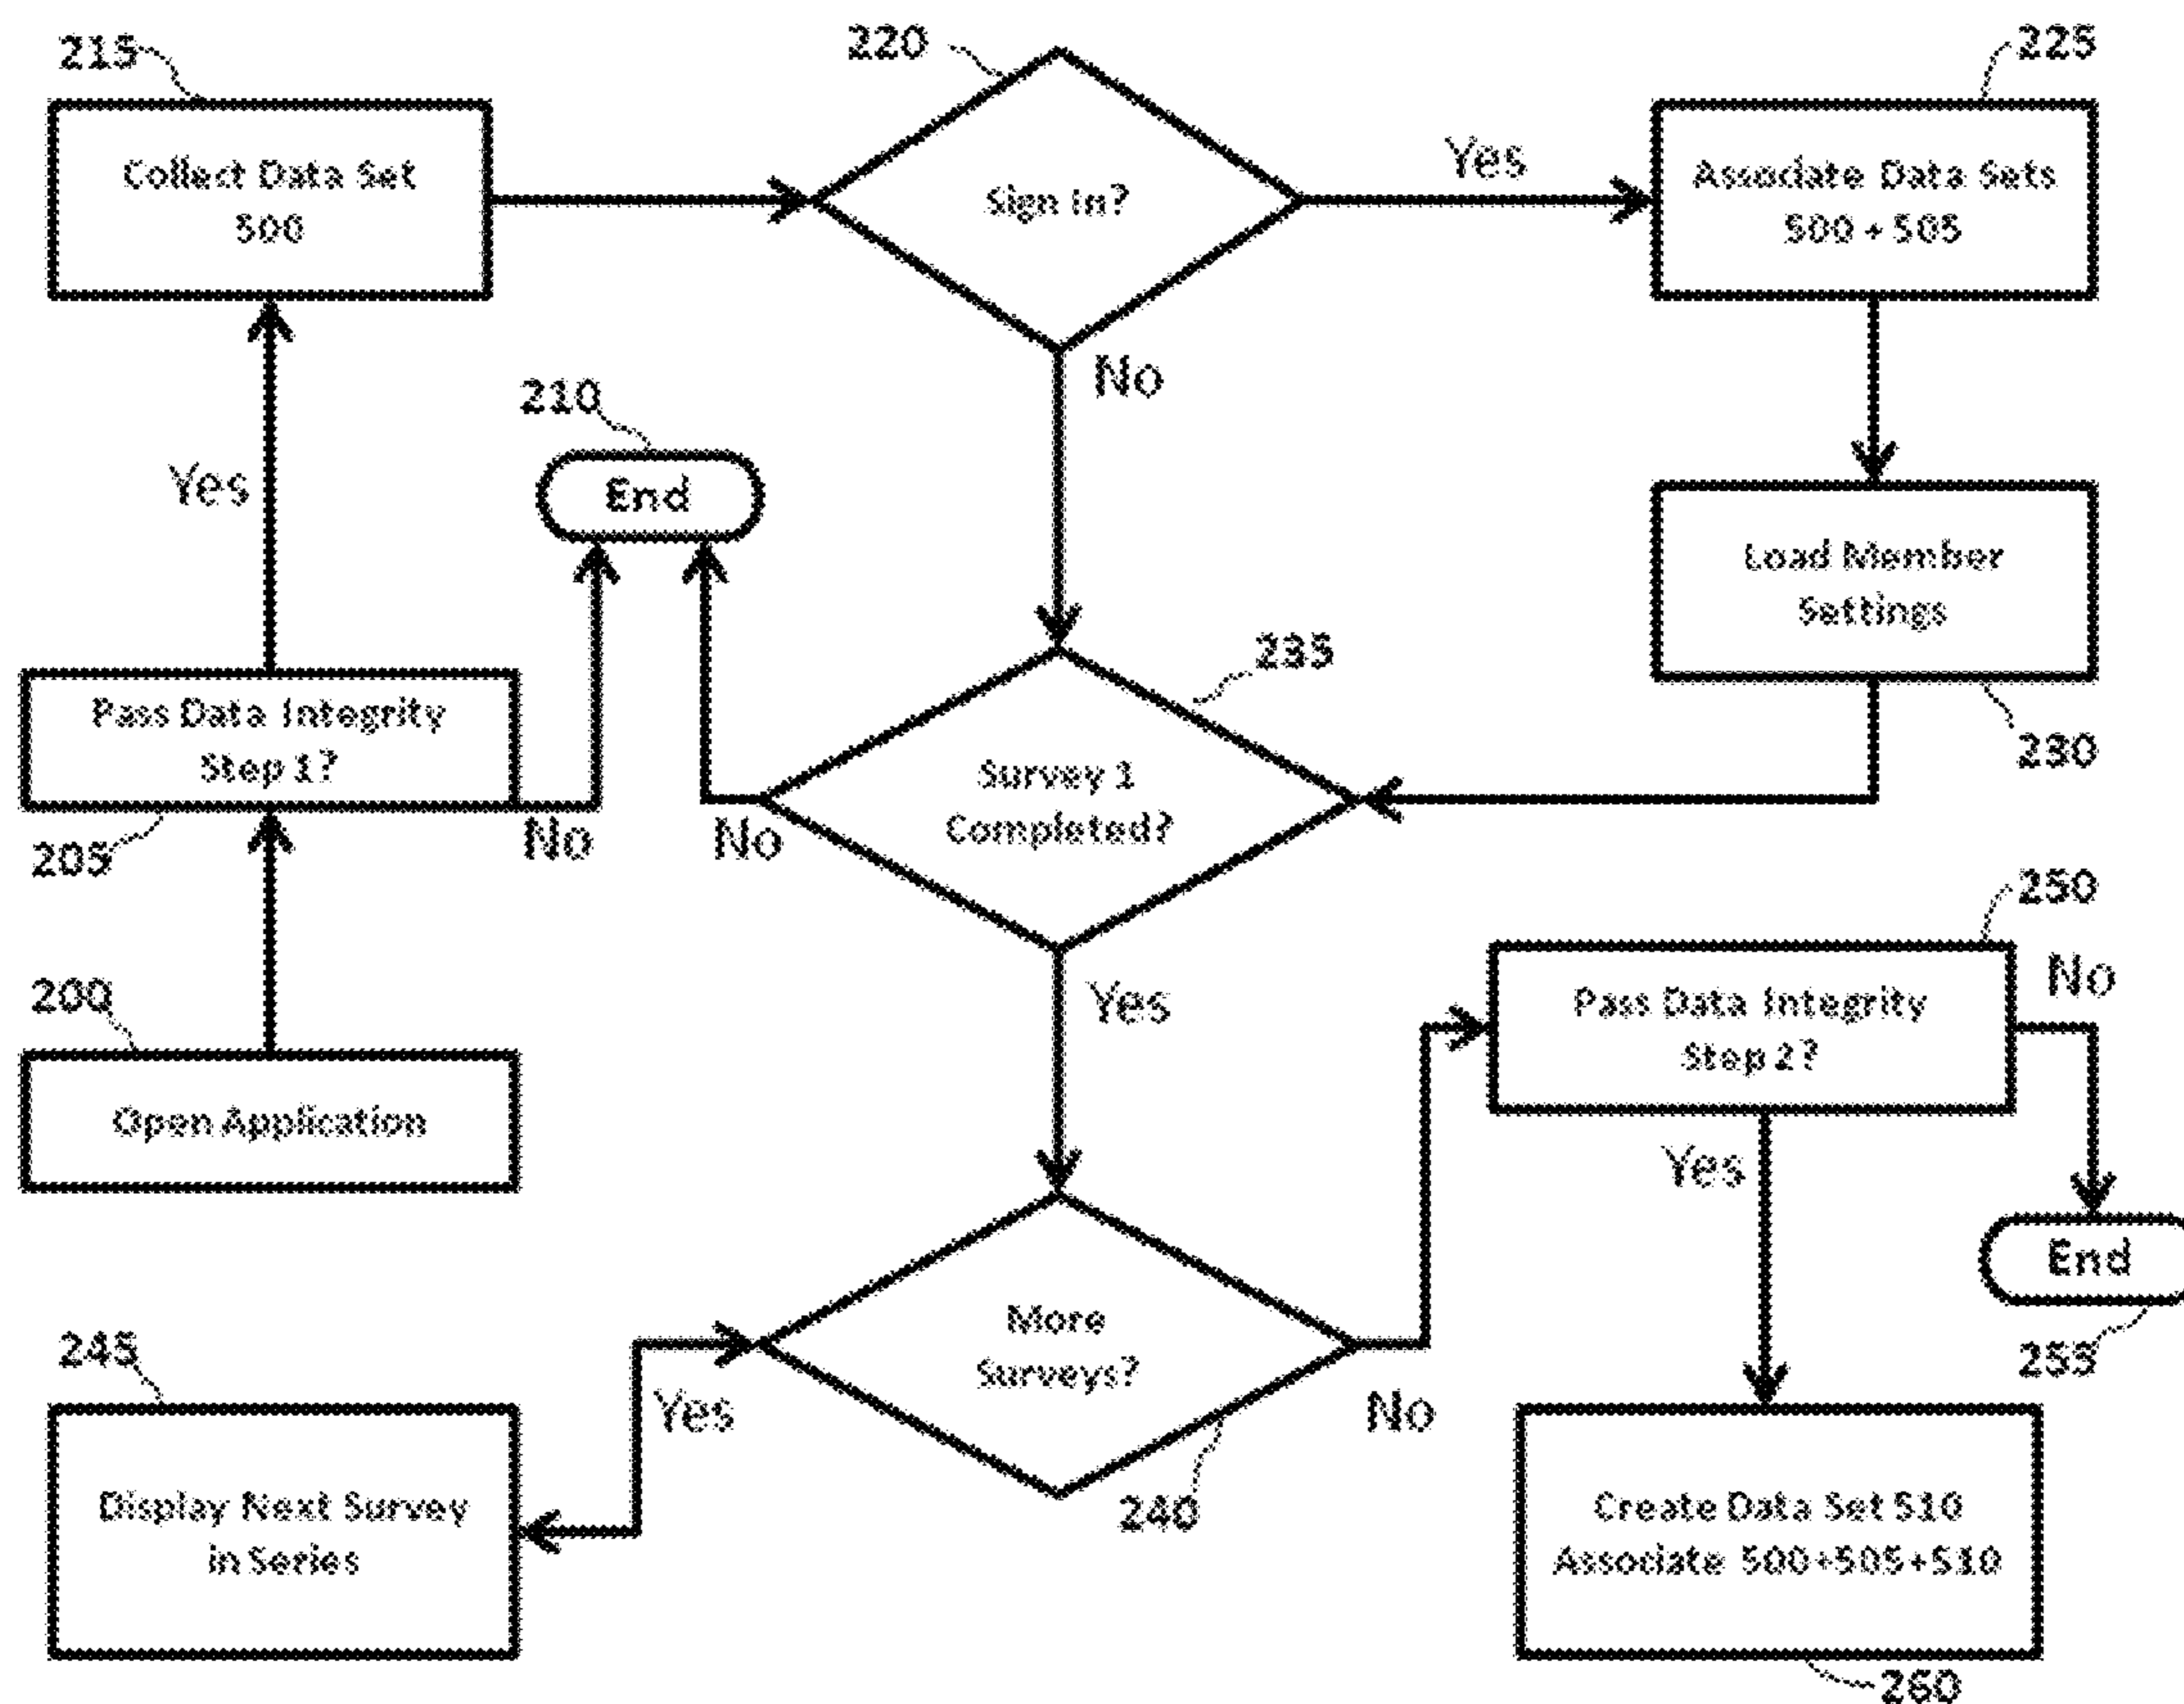 215
220
225
Collect Data Set
500
Sign In?
Yes
Associate Data Sets
500 + 505
No
210
End
Yes
Load Member
Settings
235
230
Pass Data Integrity
Step 1?
205
No
No
Survey 1
Completed?
250
200
Yes
Pass Data Integrity
Step 2?
No
Open Application
Yes
End
255
245
More
Surveys?
Yes
No
240
Display Next Survey
in Series
Create Data Set 510
Associate 500+505+510
260